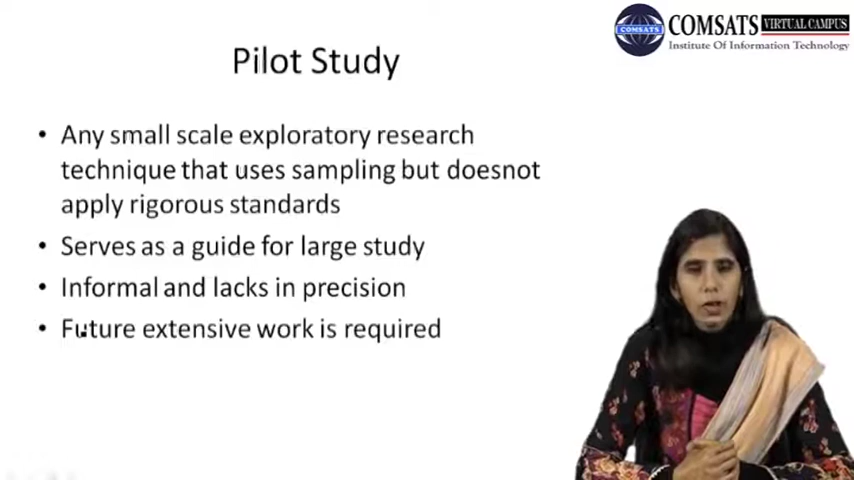 COMSATS VIRTUAL CAMPUS
Institute Of Information Technology
COMSATS
Pilot Study
• Any small scale exploratory research
technique that uses sampling but doesnot
apply rigorous standards
• Serves as a guide for large study
• Informal and lacks in precision
• Future extensive work is required